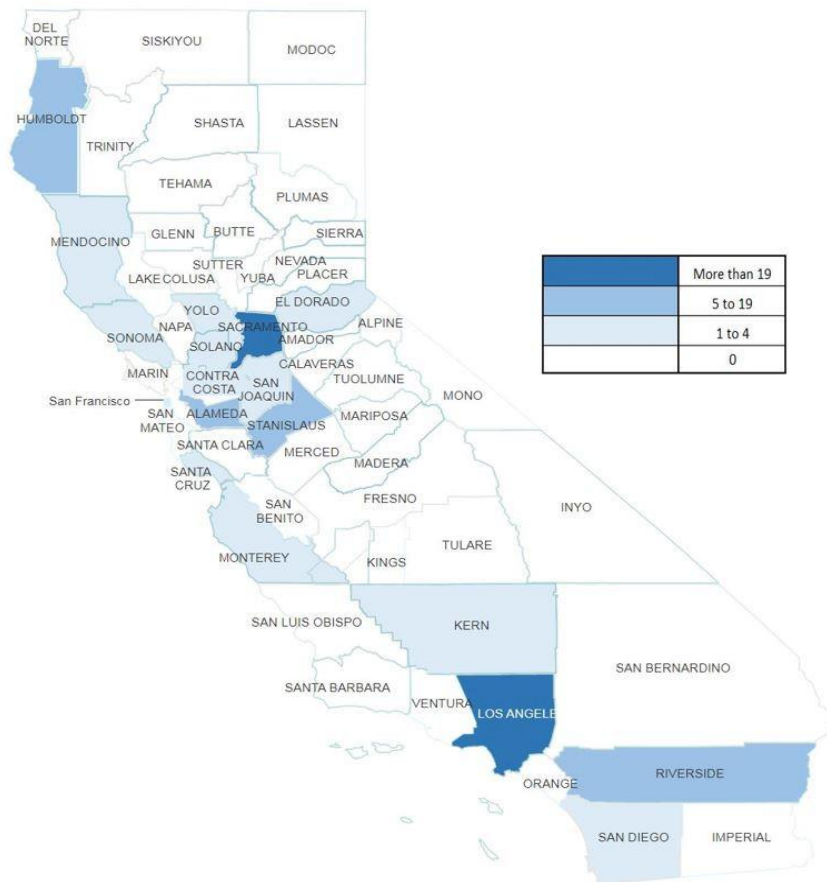 DEL
NORTE
SISKIYOU
MODOC
HUMBOLDT
TRINITY
SHASTA
LASSEN
TEHAMA
PLUMAS
MENDOCINO
GLENN
BUTTE
SIERRA
LAKE
COLUSA
SUTTER
YUBA
NEVADA
PLACER
More than 19
5 to 19
1 to 4
0
YOLO
EL DORADO
SONOMA
NAPA
SACRAMENTO
ALPINE
SOLANO
AMADOR
MARIN
CONTRA
COSTA
CALAVERAS
SAN
JOAQUIN
TUOLUMNE
MONO
San Francisco
SAN
MATEO
ALAMEDA
STANISLAUS
MARIPOSA
SANTA CLARA
MERCED
MADERA
SANTA
CRUZ
FRESNO
SAN
BENITO
INYO
MONTEREY
KINGS
TULARE
SAN LUIS OBISPO
KERN
SAN BERNARDINO
SANTA BARBARA
VENTURA
LOS ANGELE
ORANGE
RIVERSIDE
SAN DIEGO
IMPERIAL